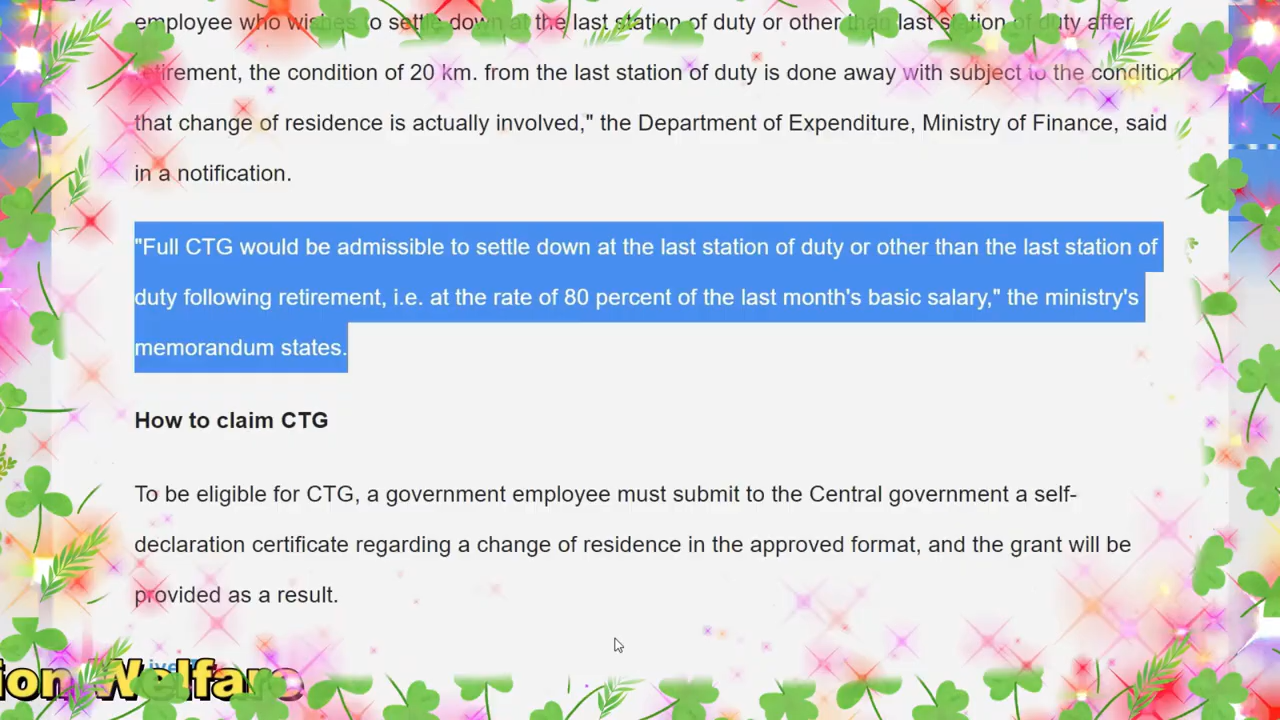 employee who wishes to settle down at the last station of duty or other than last station of duty after
retirement, the condition of 20 km. from the last station of duty is done away with subject to the condition
that change of residence is actually involved," the Department of Expenditure, Ministry of Finance, said
in a notification.
"Full CTG would be admissible to settle down at the last station of duty or other than the last station of
duty following retirement, i.e. at the rate of 80 percent of the last month's basic salary," the ministry's
memorandum states.
How to claim CTG
To be eligible for CTG, a government employee must submit to the Central government a self-
declaration certificate regarding a change of residence in the approved format, and the grant will be
provided as a result.
ion Welfare